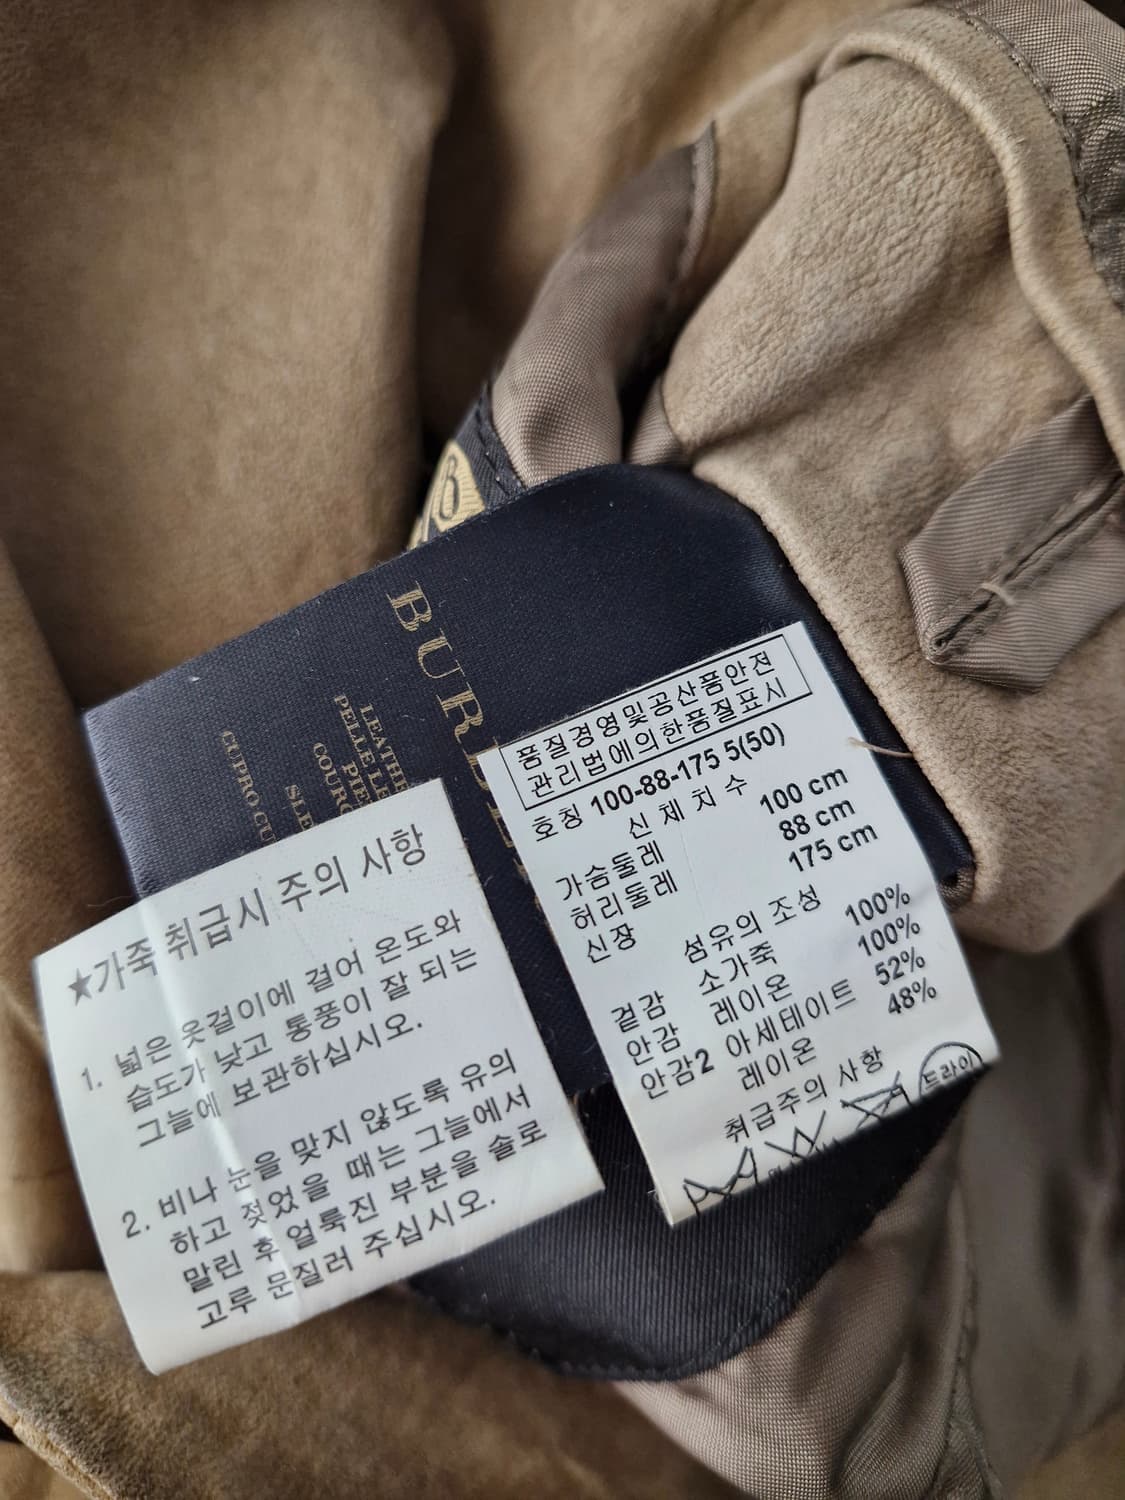 BUR
LEATHER
PELLE
CUPRO
품질경영및공산품안전
관리법에의한품질표시
호칭 100-88-175 5(50)
신체치수
가슴둘레 100 cm
허리둘레 88 cm
신장 175 cm
섬유의 조성
겉감 소가죽 100%
안감 레이온 100%
안감2 아세테이트 52%
레이온 48%
취급주의 사항
드라이
★가죽 취급시 주의 사항
1. 넓은 옷걸이에 걸어 온도와
습도가 낮고 통풍이 잘 되는
그늘에 보관하십시오.
2. 비나 눈을 맞지 않도록 유의
하고 젖었을 때는 그늘에서
말린 후 얼룩진 부분을 솔로
고루 문질러 주십시오.